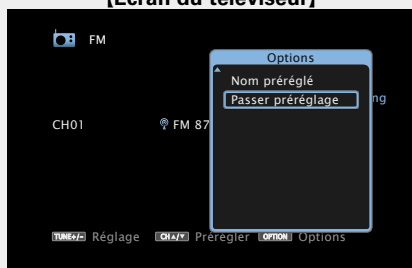 [Écran du téléviseur]
FM
Options
Nom préréglé
Passer préréglage
ng
CH01
FM 87
TUNE+/- Réglage CH▲/▼ Prérégler OPTION Options